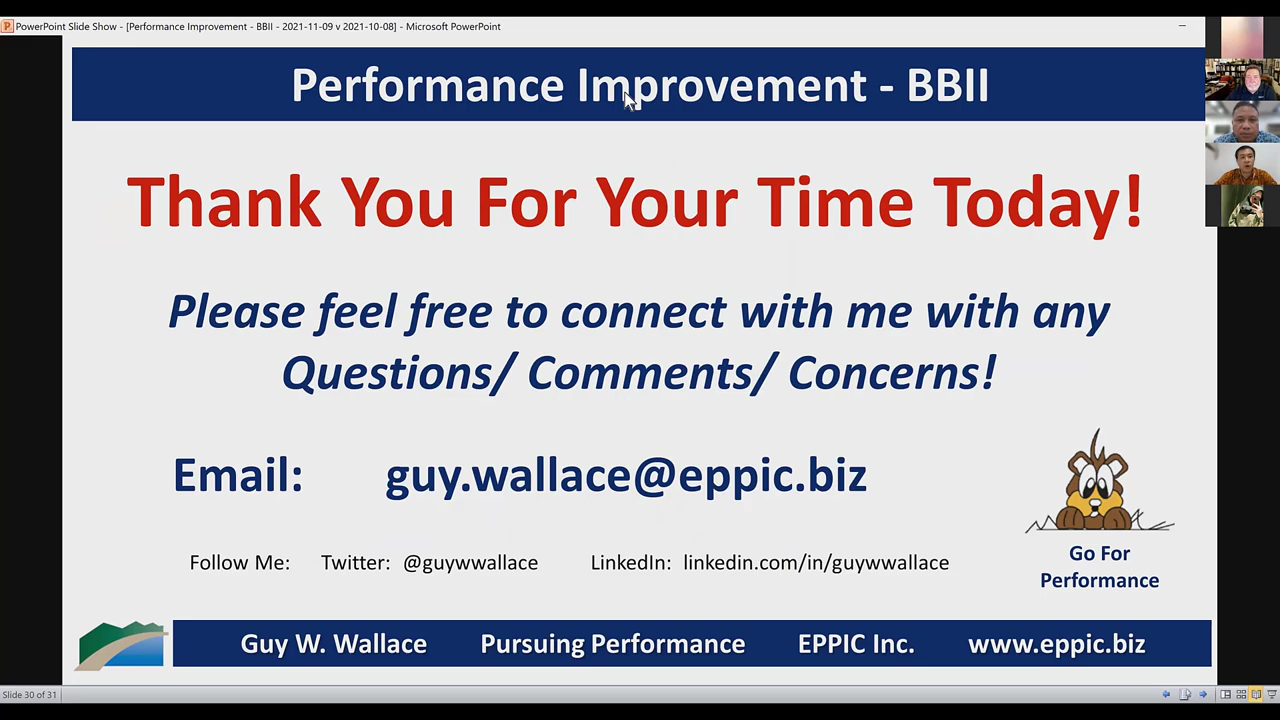 PowerPoint Slide Show - [Performance Improvement - BBII - 2021-11-09 v 2021-10-08] - Microsoft PowerPoint
Performance Improvement - BBII
Thank You For Your Time Today!
Please feel free to connect with me with any
Questions/ Comments/ Concerns!
Email: guy.wallace@eppic.biz
Follow Me: Twitter: @guywwallace LinkedIn: linkedin.com/in/guywwallace
Go For
Performance
Guy W. Wallace Pursuing Performance EPPIC Inc. www.eppic.biz
Slide 30 of 31